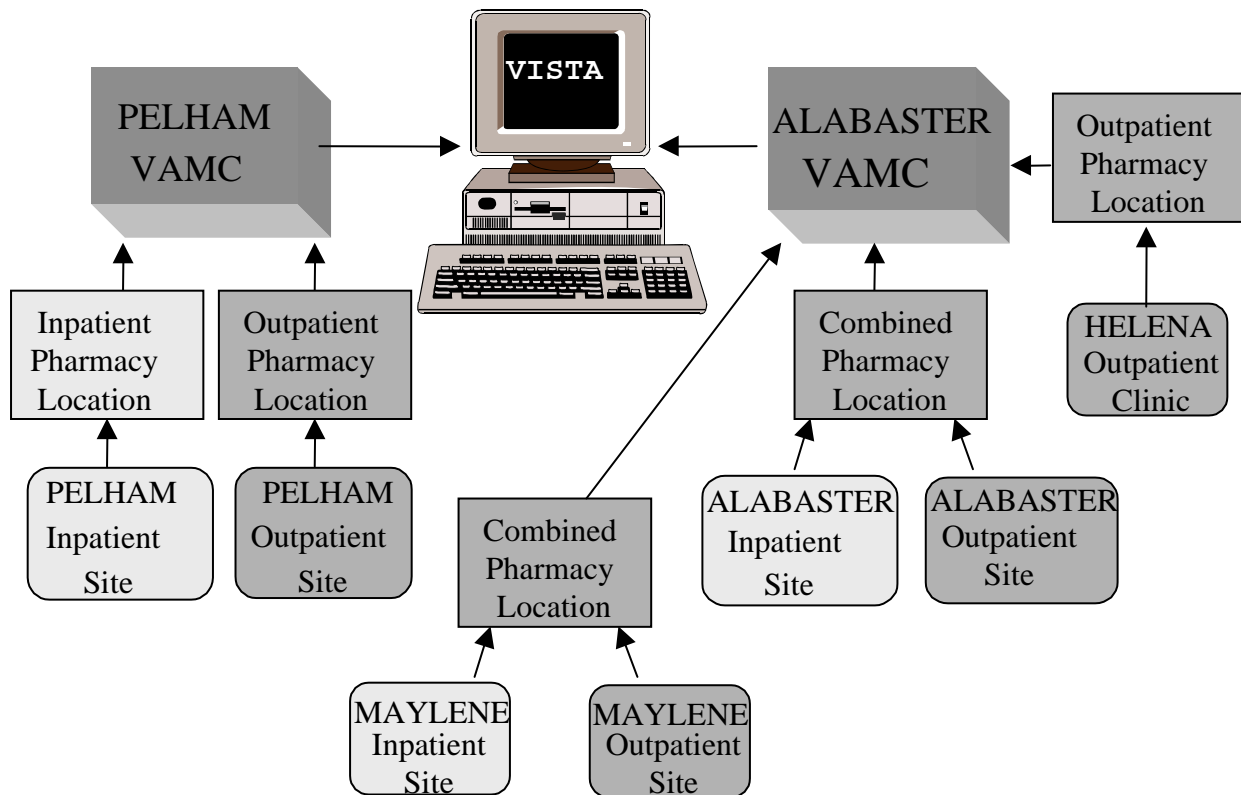 VISTA
PELHAM
VAMC
ALABASTER
VAMC
Outpatient
Pharmacy
Location
Inpatient
Pharmacy
Location
Outpatient
Pharmacy
Location
Combined
Pharmacy
Location
HELENA
Outpatient
Clinic
PELHAM
Inpatient
Site
PELHAM
Outpatient
Site
Combined
Pharmacy
Location
ALABASTER
Inpatient
Site
ALABASTER
Outpatient
Site
MAYLENE
Inpatient
Site
MAYLENE
Outpatient
Site